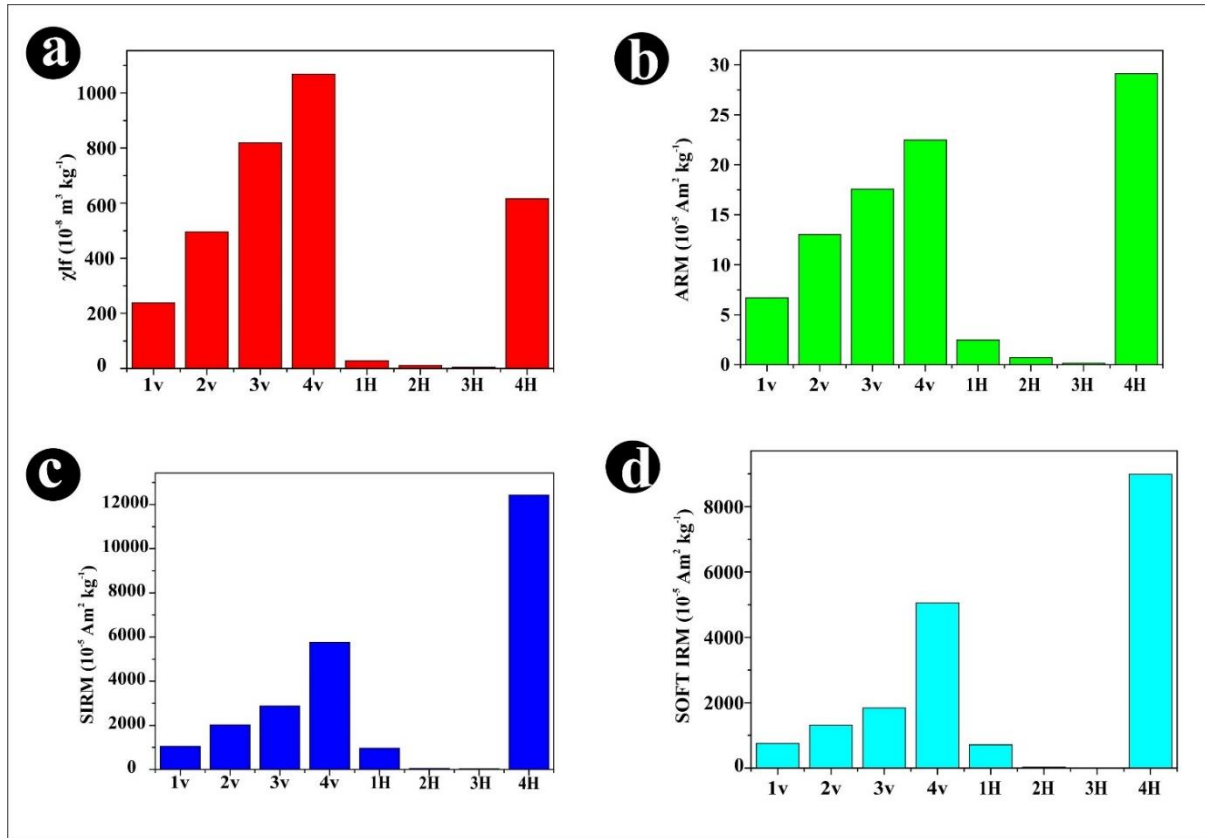 a
χlf (10⁻⁸ m³ kg⁻¹)
1000
800
600
400
200
0
1v 2v 3v 4v 1H 2H 3H 4H
b
ARM (10⁻⁵ Am² kg⁻¹)
30
25
20
15
10
5
0
1v 2v 3v 4v 1H 2H 3H 4H
c
SIRM (10⁻⁵ Am² kg⁻¹)
12000
10000
8000
6000
4000
2000
0
1v 2v 3v 4v 1H 2H 3H 4H
d
SOFT IRM (10⁻⁵ Am² kg⁻¹)
8000
6000
4000
2000
0
1v 2v 3v 4v 1H 2H 3H 4H